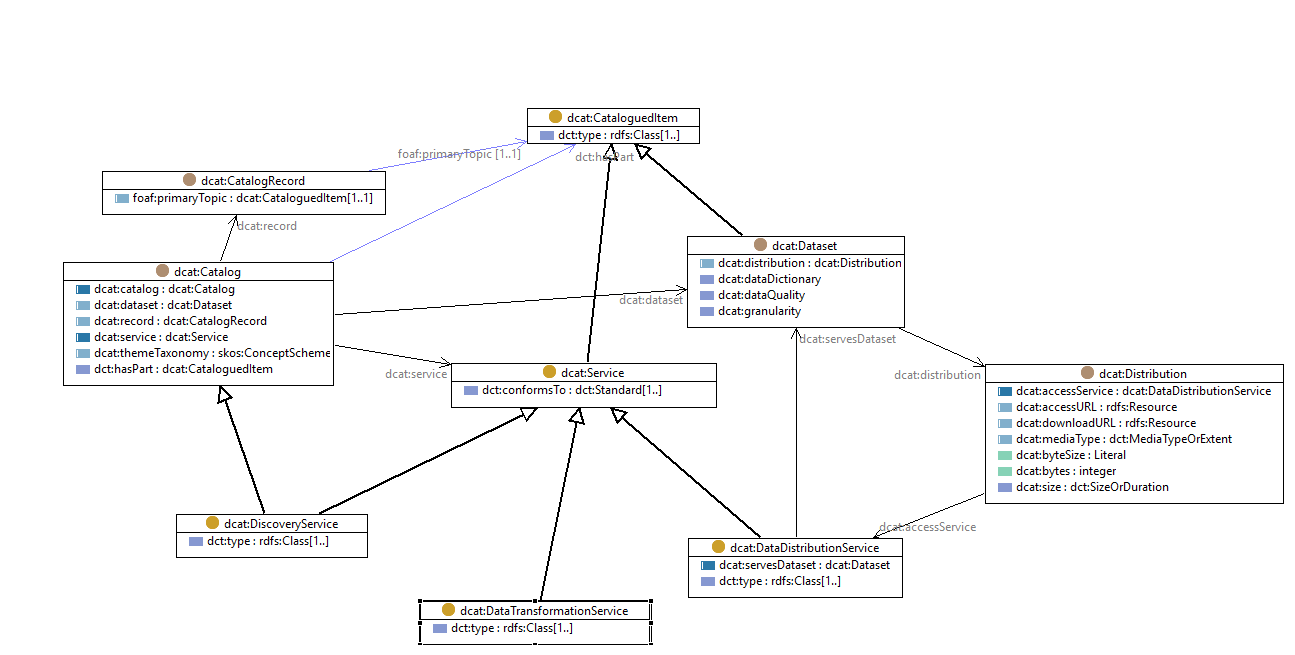 dcat:CataloguedItem
dct:type : rdfs:Class[1..]
foaf:primaryTopic [1..1]
dct:hasPart
dcat:CatalogRecord
foaf:primaryTopic : dcat:CataloguedItem[1..1]
dcat:record
dcat:Dataset
dcat:distribution : dcat:Distribution
dcat:dataDictionary
dcat:dataQuality
dcat:granularity
dcat:Catalog
dcat:catalog : dcat:Catalog
dcat:dataset : dcat:Dataset
dcat:record : dcat:CatalogRecord
dcat:service : dcat:Service
dcat:themeTaxonomy : skos:ConceptScheme
dct:hasPart : dcat:CataloguedItem
dcat:dataset
dcat:servesDataset
dcat:service
dcat:Service
dct:conformsTo : dct:Standard[1..]
dcat:distribution
dcat:Distribution
dcat:accessService : dcat:DataDistributionService
dcat:accessURL : rdfs:Resource
dcat:downloadURL : rdfs:Resource
dcat:mediaType : dct:MediaTypeOrExtent
dcat:byteSize : Literal
dcat:bytes : integer
dcat:size : dct:SizeOrDuration
dcat:DiscoveryService
dct:type : rdfs:Class[1..]
dcat:accessService
dcat:DataDistributionService
dcat:servesDataset : dcat:Dataset
dct:type : rdfs:Class[1..]
dcat:DataTransformationService
dct:type : rdfs:Class[1..]